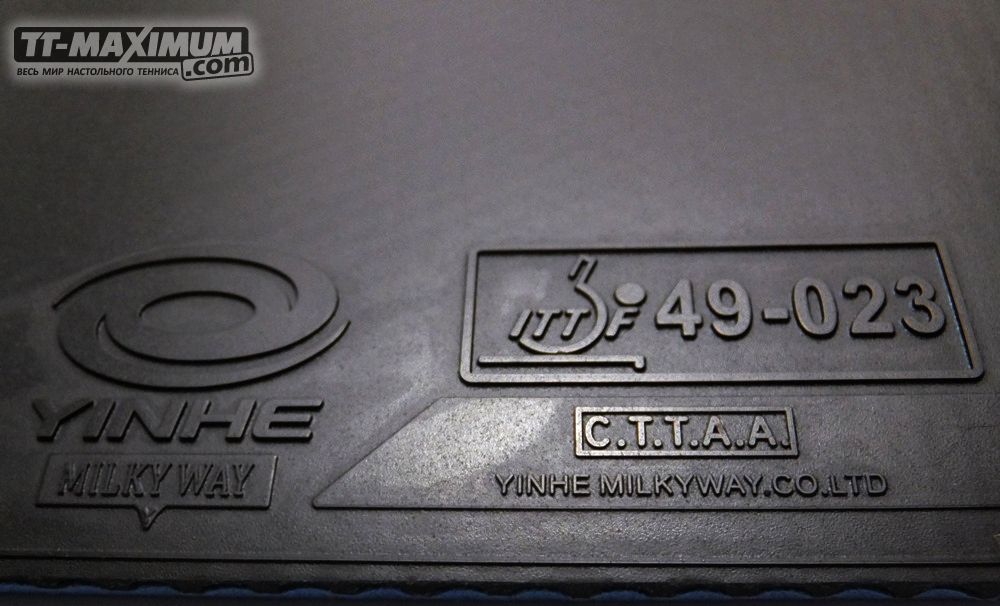 TT-MAXIMUM
.com
ВЕСЬ МИР НАСТОЛЬНОГО ТЕННИСА
ITTF 49-023
YINHE
MILKY WAY
C.T.T.A.A.
YINHE MILKYWAY.CO.LTD